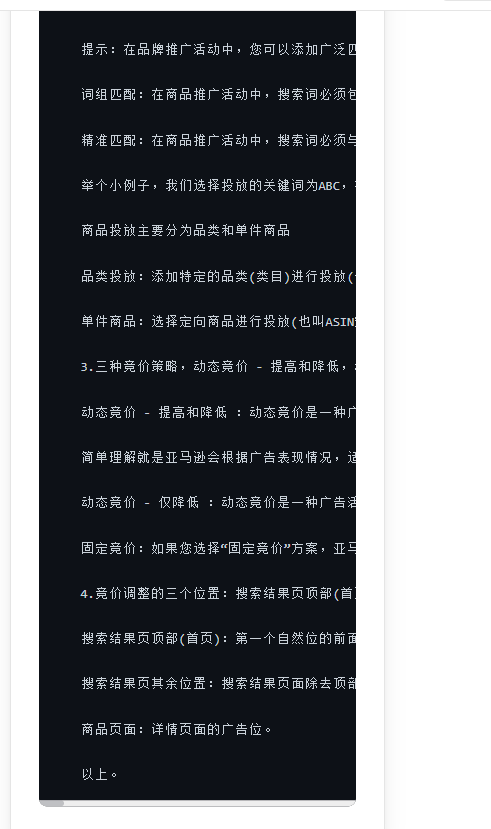 提示：在品牌推广活动中，您可以添加广泛匹
词组匹配：在商品推广活动中，搜索词必须包
精准匹配：在商品推广活动中，搜索词必须与
举个小例子，我们选择投放的关键词为ABC，
商品投放主要分为品类和单件商品
品类投放：添加特定的品类(类目)进行投放(
单件商品：选择定向商品进行投放(也叫ASIN
3.三种竞价策略，动态竞价 - 提高和降低，
动态竞价 - 提高和降低 ：动态竞价是一种广
简单理解就是亚马逊会根据广告表现情况，适
动态竞价 - 仅降低 ：动态竞价是一种广告活
固定竞价：如果您选择“固定竞价”方案，亚马
4.竞价调整的三个位置：搜索结果页顶部(首页
搜索结果页顶部(首页)：第一个自然位的前面
搜索结果页其余位置：搜索结果页面除去顶部
商品页面：详情页面的广告位。
以上。